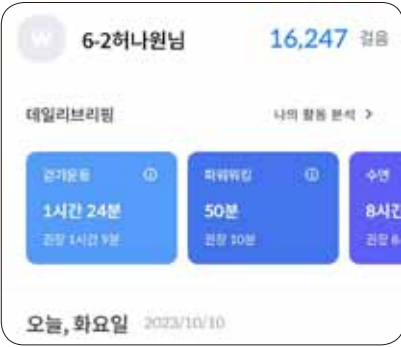 W
6-2허나원님
16,247 걸음
데일리브리핑
나의 활동 분석 >
걷기운동
1시간 24분
권장 1시간 9분
파워워킹
50분
권장 10분
수면
8시간
권장
오늘, 화요일 2023/10/10